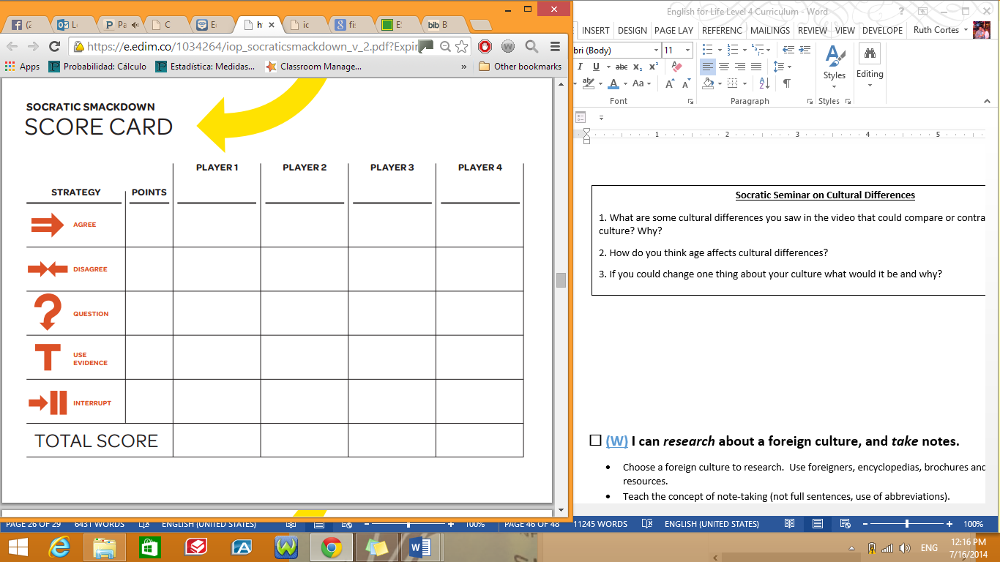 English for Life Level 4 Curriculum - Word
INSERT DESIGN PAGE LAY REFERENC MAILINGS REVIEW VIEW DEVELOPE Ruth Cortes
https://e.edim.co/1034264/iop_socraticsmackdown_v_2.pdf?Expir
Apps Probabilidad: Cálculo Estadística: Medidas... Classroom Manage... » Other bookmarks
bri (Body) 11
Styles Editing
Font Paragraph Styles
1 2 3 4 5
SOCRATIC SMACKDOWN
SCORE CARD
PLAYER 1 PLAYER 2 PLAYER 3 PLAYER 4
STRATEGY POINTS
AGREE
DISAGREE
QUESTION
T USE
EVIDENCE
INTERRUPT
TOTAL SCORE
Socratic Seminar on Cultural Differences
1. What are some cultural differences you saw in the video that could compare or contra
culture? Why?
2. How do you think age affects cultural differences?
3. If you could change one thing about your culture what would it be and why?
(W) I can research about a foreign culture, and take notes.
• Choose a foreign culture to research. Use foreigners, encyclopedias, brochures and
resources.
• Teach the concept of note-taking (not full sentences, use of abbreviations).
PAGE 26 OF 29 6431 WORDS ENGLISH (UNITED STATES) 100%
PAGE 46 OF 48 11245 WORDS ENGLISH (UNITED STATES) 100%
ENG
12:16 PM
7/16/2014